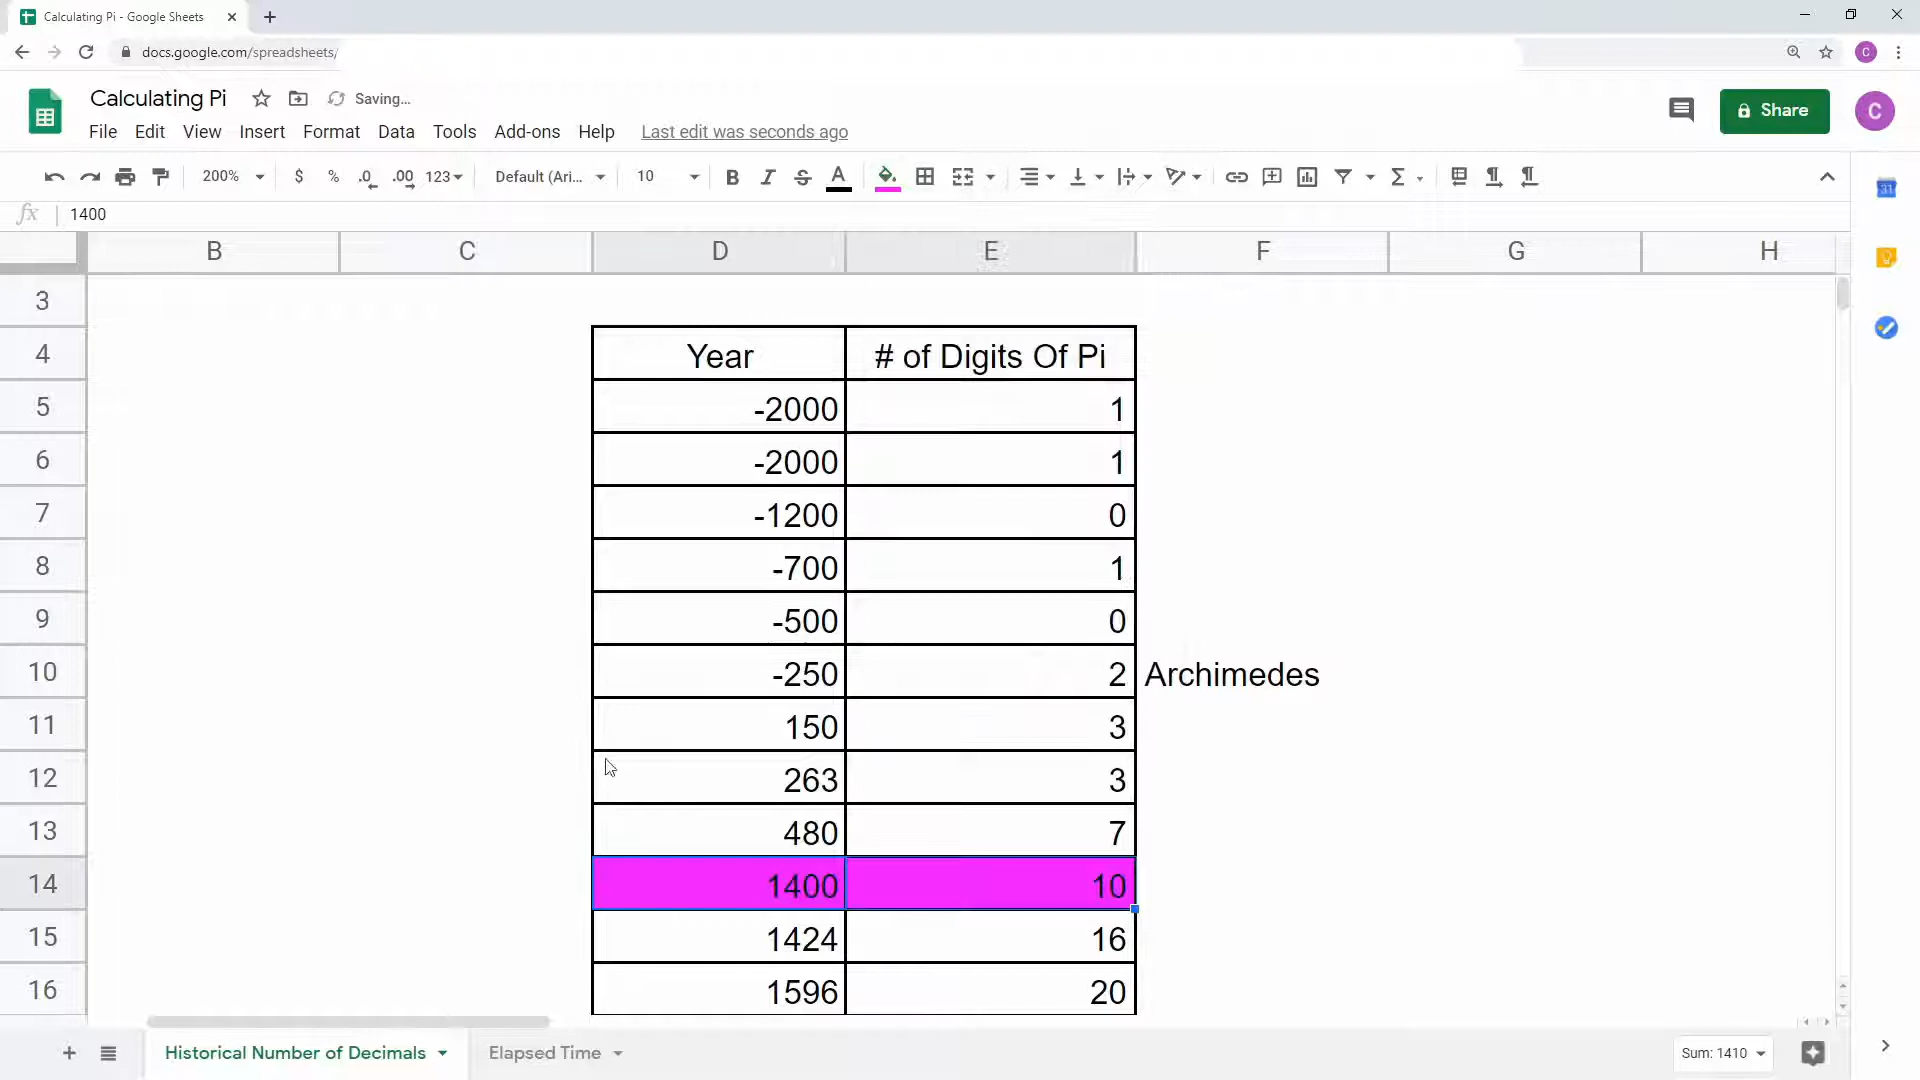 Calculating Pi - Google Sheets
docs.google.com/spreadsheets/
C
Calculating Pi
Saving...
File Edit View Insert Format Data Tools Add-ons Help Last edit was seconds ago
Share
C
200% $ % .0 .00 123 Default (Ari... 10 B I S A Σ
31
fx 1400
B C D E F G H
3
4 Year # of Digits Of Pi
5 -2000 1
6 -2000 1
7 -1200 0
8 -700 1
9 -500 0
10 -250 2 Archimedes
11 150 3
12 263 3
13 480 7
14 1400 10
15 1424 16
16 1596 20
+ Historical Number of Decimals Elapsed Time Sum: 1410